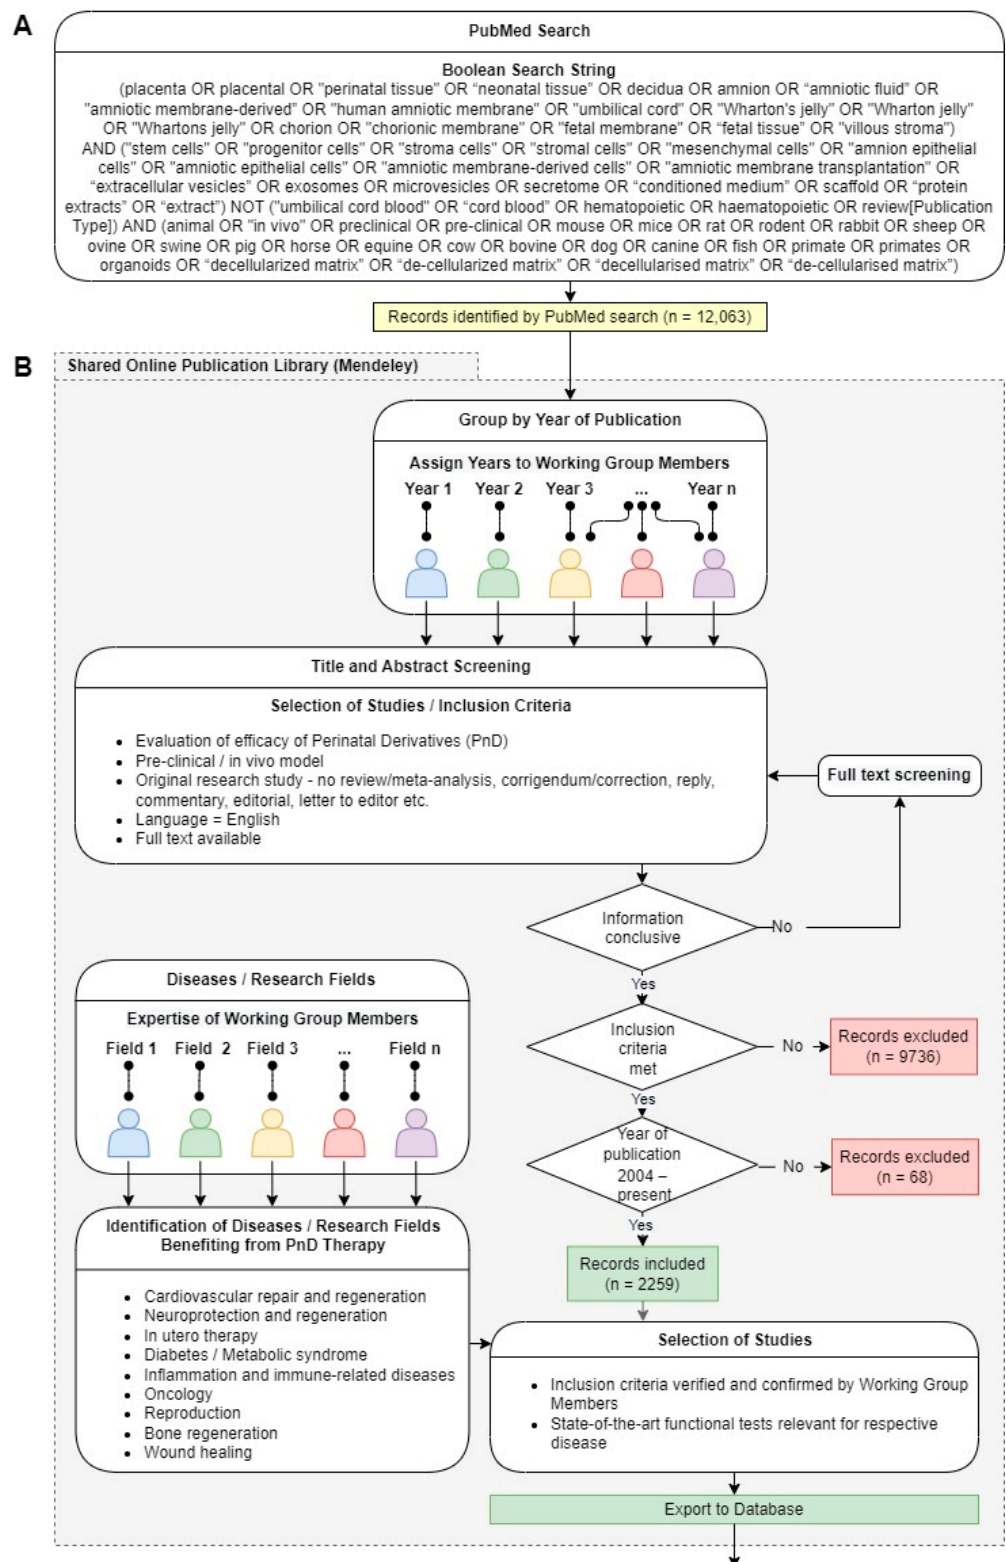 A
PubMed Search
Boolean Search String
(placenta OR placental OR "perinatal tissue" OR “neonatal tissue” OR decidua OR amnion OR “amniotic fluid” OR
"amniotic membrane-derived" OR "human amniotic membrane" OR "umbilical cord" OR "Wharton's jelly" OR "Wharton jelly"
OR "Whartons jelly" OR chorion OR "chorionic membrane" OR "fetal membrane" OR “fetal tissue” OR "villous stroma")
AND ("stem cells" OR "progenitor cells" OR "stroma cells" OR "stromal cells" OR "mesenchymal cells" OR "amnion epithelial
cells" OR "amniotic epithelial cells" OR "amniotic membrane-derived cells" OR "amniotic membrane transplantation" OR
“extracellular vesicles” OR exosomes OR microvesicles OR secretome OR “conditioned medium” OR scaffold OR “protein
extracts” OR “extract”) NOT ("umbilical cord blood" OR “cord blood” OR hematopoietic OR haematopoietic OR review[Publication
Type]) AND (animal OR "in vivo" OR preclinical OR pre-clinical OR mouse OR mice OR rat OR rodent OR rabbit OR sheep OR
ovine OR swine OR pig OR horse OR equine OR cow OR bovine OR dog OR canine OR fish OR primate OR primates OR
organoids OR “decellularized matrix” OR “de-cellularized matrix” OR “decellularised matrix” OR “de-cellularised matrix”)
Records identified by PubMed search (n = 12,063)
B
Shared Online Publication Library (Mendeley)
Group by Year of Publication
Assign Years to Working Group Members
Year 1 Year 2 Year 3 ... Year n
Title and Abstract Screening
Selection of Studies / Inclusion Criteria
• Evaluation of efficacy of Perinatal Derivatives (PnD)
• Pre-clinical / in vivo model
• Original research study - no review/meta-analysis, corrigendum/correction, reply,
commentary, editorial, letter to editor etc.
• Language = English
• Full text available
Full text screening
Information
conclusive
No
Yes
Inclusion
criteria
met
No
Records excluded
(n = 9736)
Yes
Year of
publication
2004 –
present
No
Records excluded
(n = 68)
Yes
Records included
(n = 2259)
Diseases / Research Fields
Expertise of Working Group Members
Field 1 Field 2 Field 3 ... Field n
Identification of Diseases / Research Fields
Benefiting from PnD Therapy
• Cardiovascular repair and regeneration
• Neuroprotection and regeneration
• In utero therapy
• Diabetes / Metabolic syndrome
• Inflammation and immune-related diseases
• Oncology
• Reproduction
• Bone regeneration
• Wound healing
Selection of Studies
• Inclusion criteria verified and confirmed by Working Group
Members
• State-of-the-art functional tests relevant for respective
disease
Export to Database